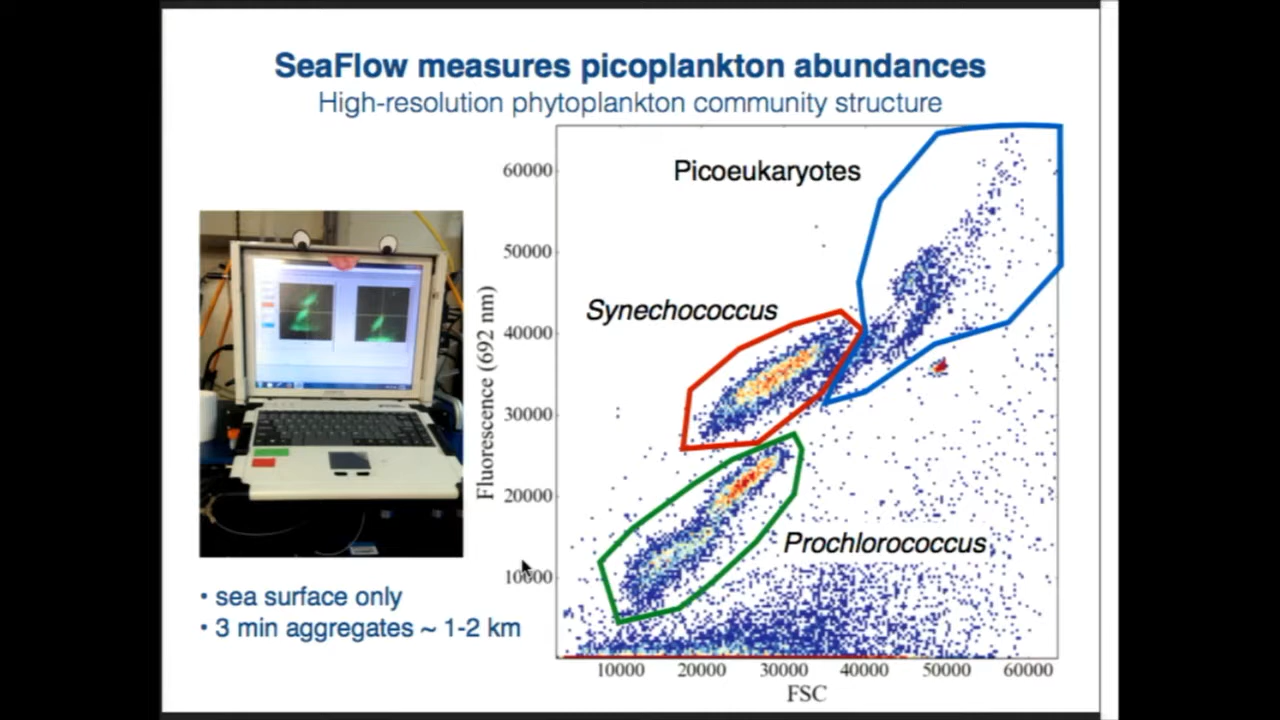 SeaFlow measures picoplankton abundances
High-resolution phytoplankton community structure
Picoeukaryotes
Synechococcus
Prochlorococcus
Fluorescence (692 nm)
60000
50000
40000
30000
20000
10000
10000 20000 30000 40000 50000 60000
FSC
• sea surface only
• 3 min aggregates ~ 1-2 km